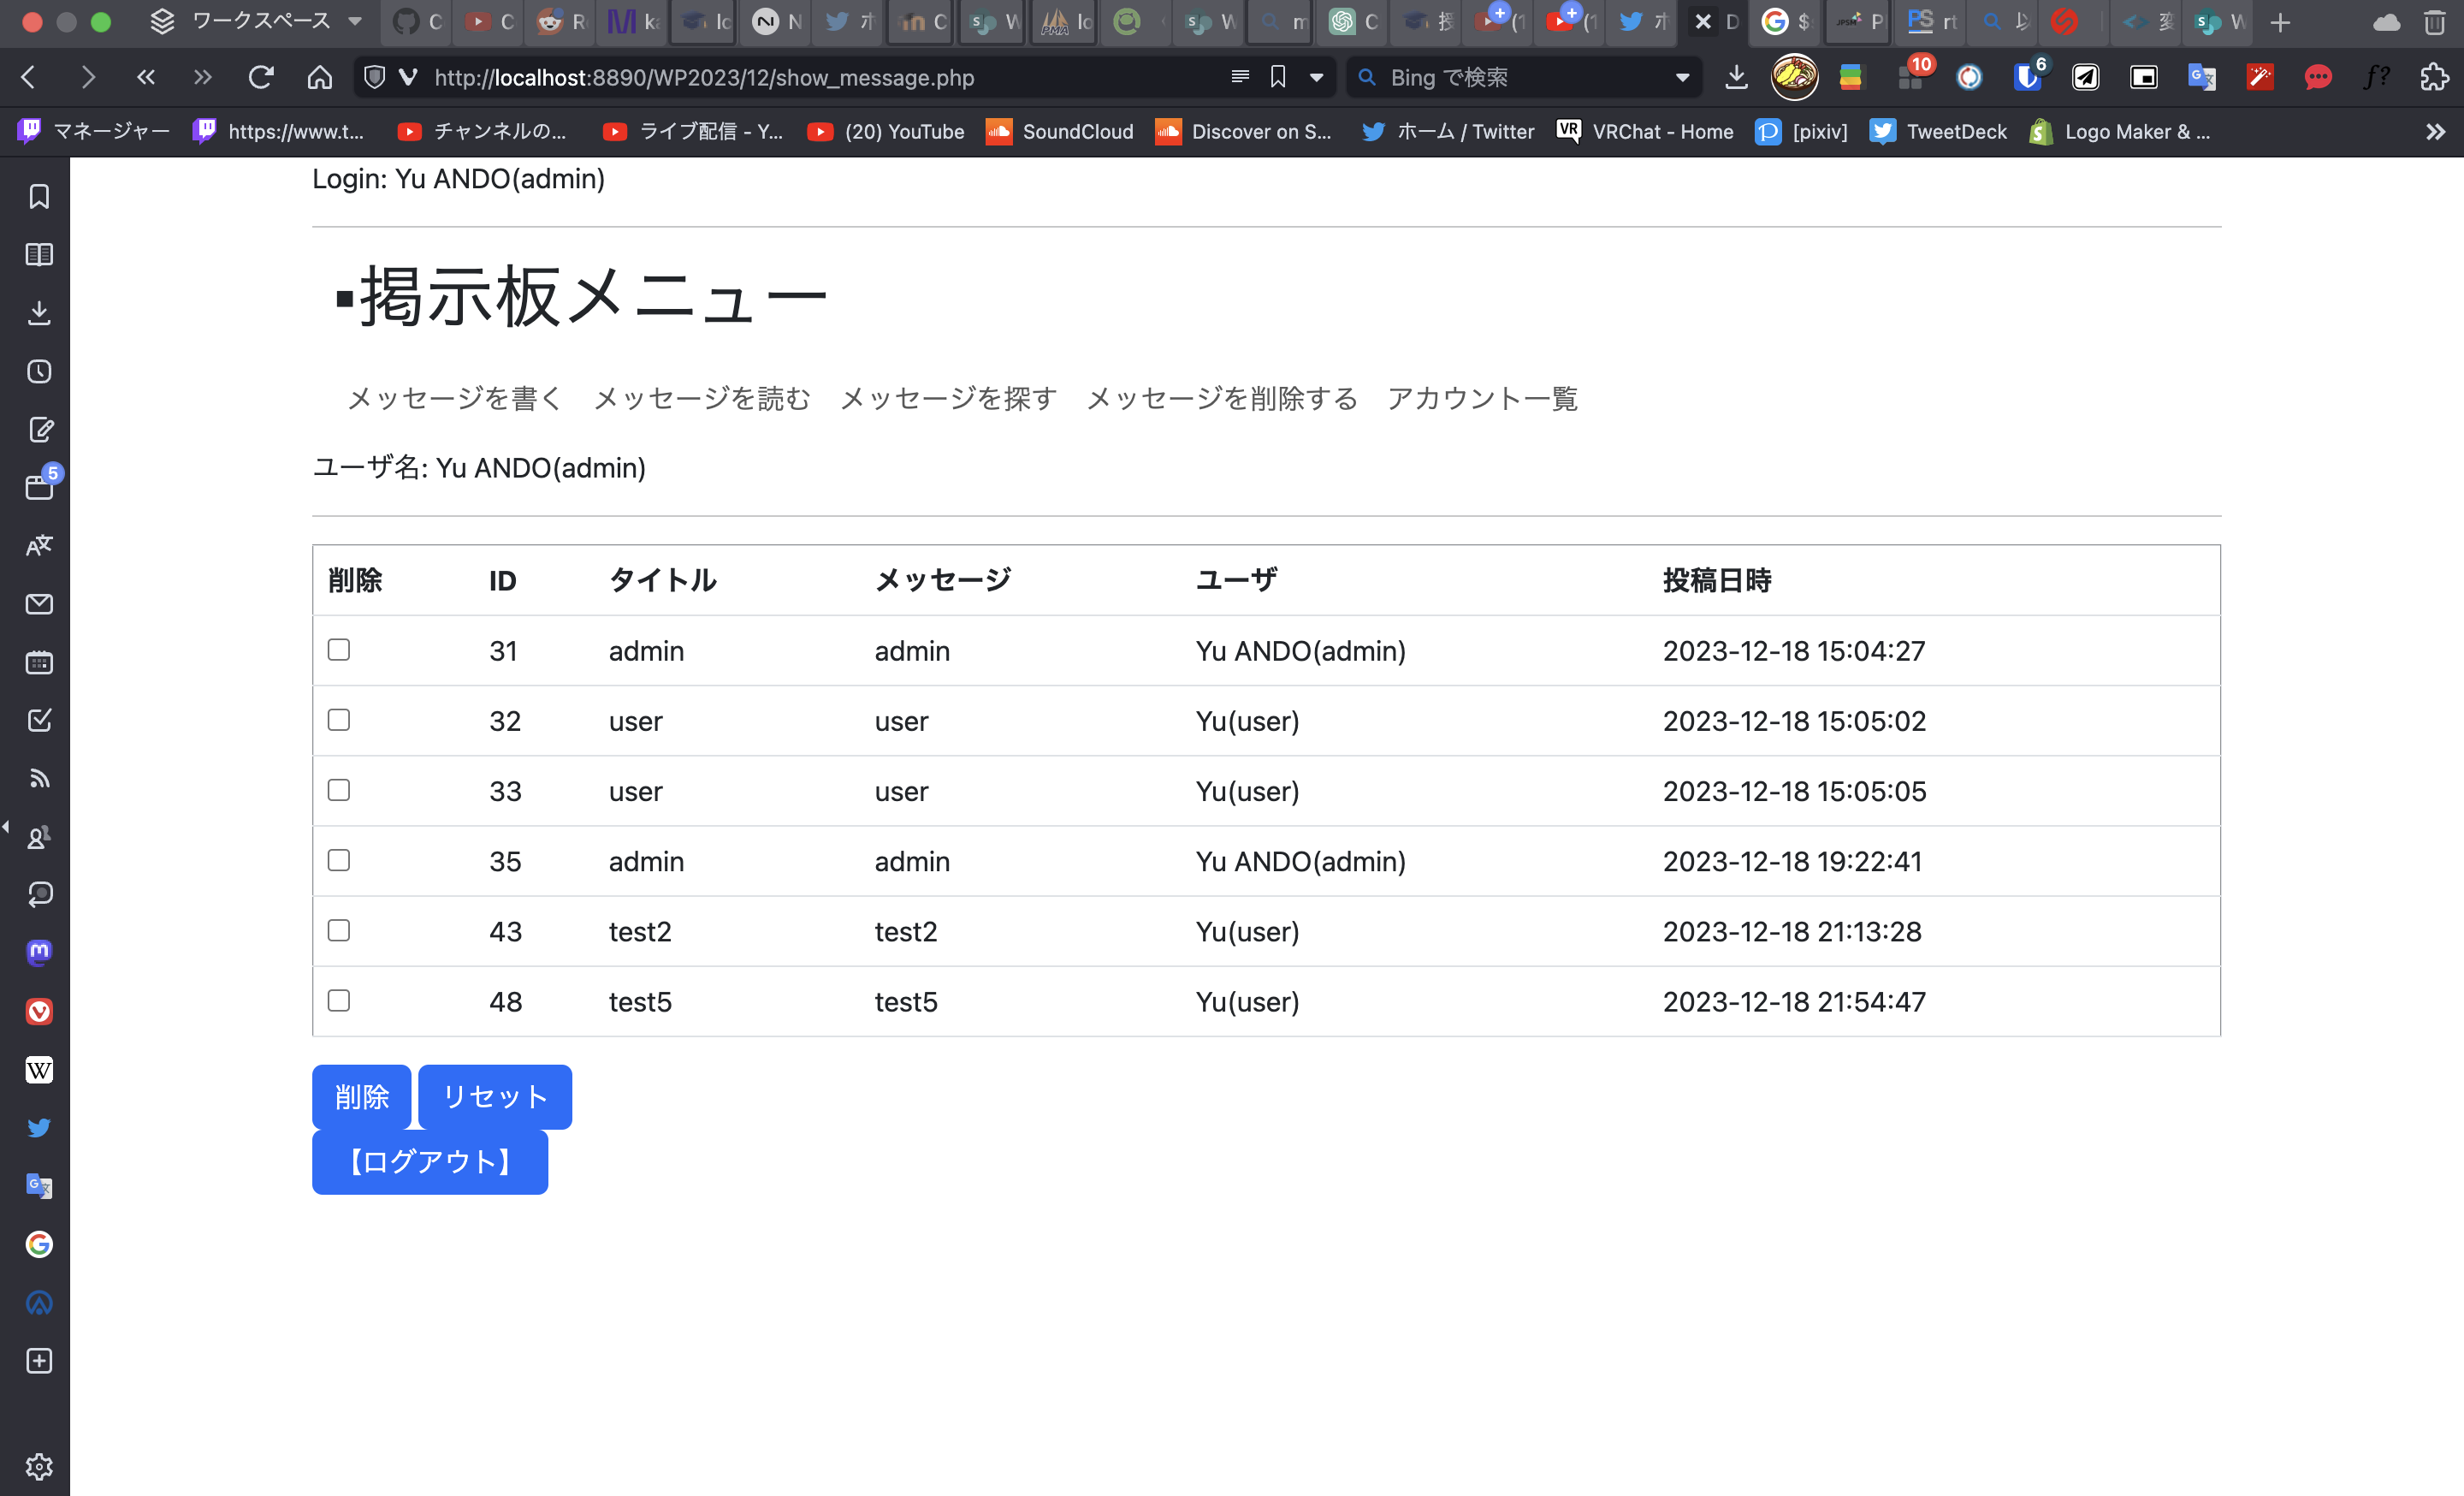 ワークスペース
http://localhost:8890/WP2023/12/show_message.php
Bing で検索
10
6
マネージャー
https://www.t...
チャンネルの...
ライブ配信 - Y...
(20) YouTube
SoundCloud
Discover on S...
ホーム / Twitter
VRChat - Home
[pixiv]
TweetDeck
Logo Maker & ...
5
Login: Yu ANDO(admin)
▪掲示板メニュー
メッセージを書く メッセージを読む メッセージを探す メッセージを削除する アカウント一覧
ユーザ名: Yu ANDO(admin)
削除 ID タイトル メッセージ ユーザ 投稿日時
31 admin admin Yu ANDO(admin) 2023-12-18 15:04:27
32 user user Yu(user) 2023-12-18 15:05:02
33 user user Yu(user) 2023-12-18 15:05:05
35 admin admin Yu ANDO(admin) 2023-12-18 19:22:41
43 test2 test2 Yu(user) 2023-12-18 21:13:28
48 test5 test5 Yu(user) 2023-12-18 21:54:47
削除 リセット
【ログアウト】